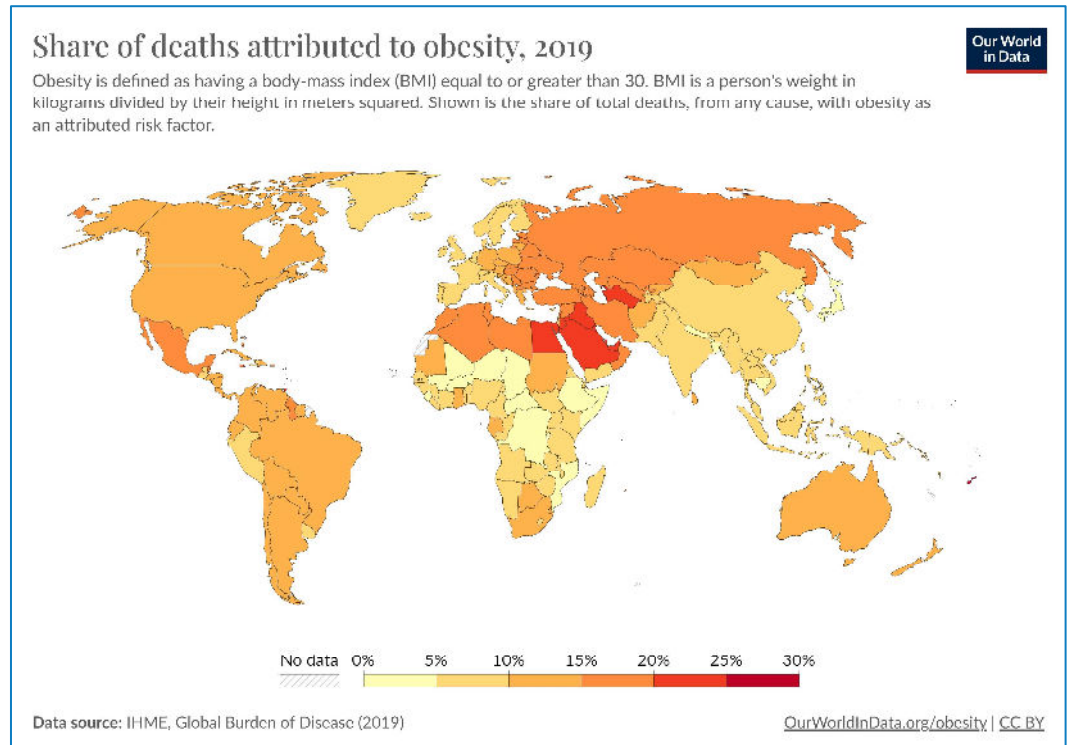 Share of deaths attributed to obesity, 2019
Our World
in Data
Obesity is defined as having a body-mass index (BMI) equal to or greater than 30. BMI is a person's weight in
kilograms divided by their height in meters squared. Shown is the share of total deaths, from any cause, with obesity as
an attributed risk factor.
No data 0% 5% 10% 15% 20% 25% 30%
Data source: IHME, Global Burden of Disease (2019)
OurWorldInData.org/obesity | CC BY